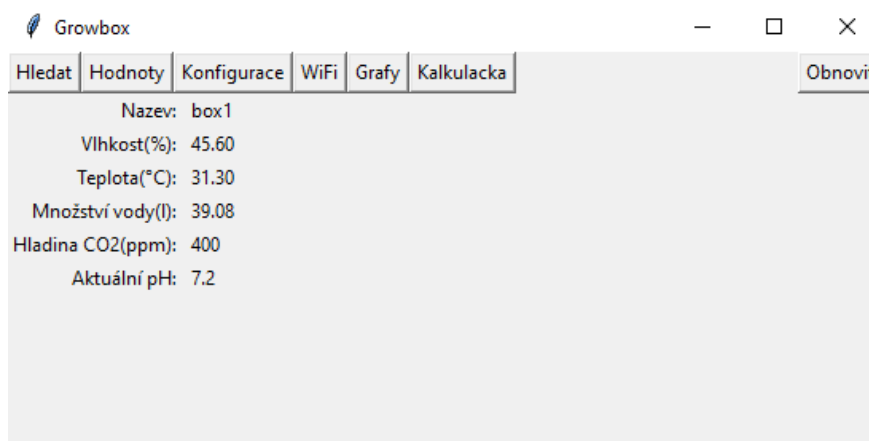 Growbox
Hledat Hodnoty Konfigurace WiFi Grafy Kalkulacka Obnovit
Nazev: box1
Vlhkost(%): 45.60
Teplota(°C): 31.30
Množství vody(l): 39.08
Hladina CO2(ppm): 400
Aktuální pH: 7.2